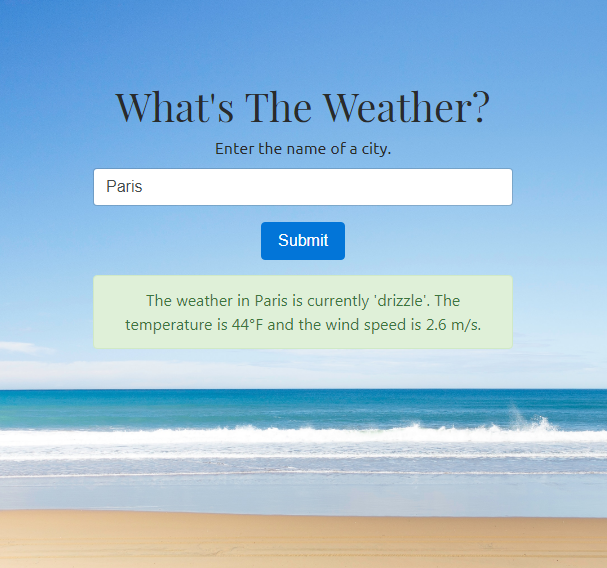 What's The Weather?
Enter the name of a city.
Paris
Submit
The weather in Paris is currently 'drizzle'. The
temperature is 44°F and the wind speed is 2.6 m/s.